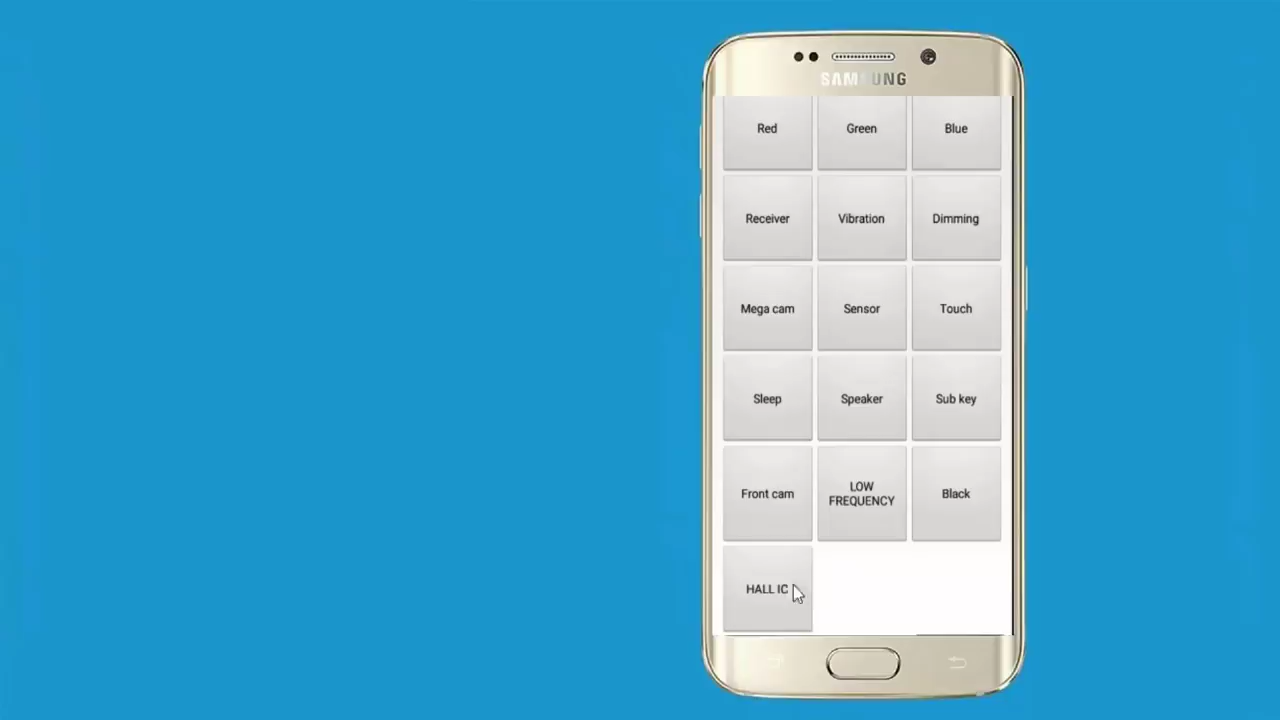 SAMSUNG
Red Green Blue
Receiver Vibration Dimming
Mega cam Sensor Touch
Sleep Speaker Sub key
Front cam LOW FREQUENCY Black
HALL IC